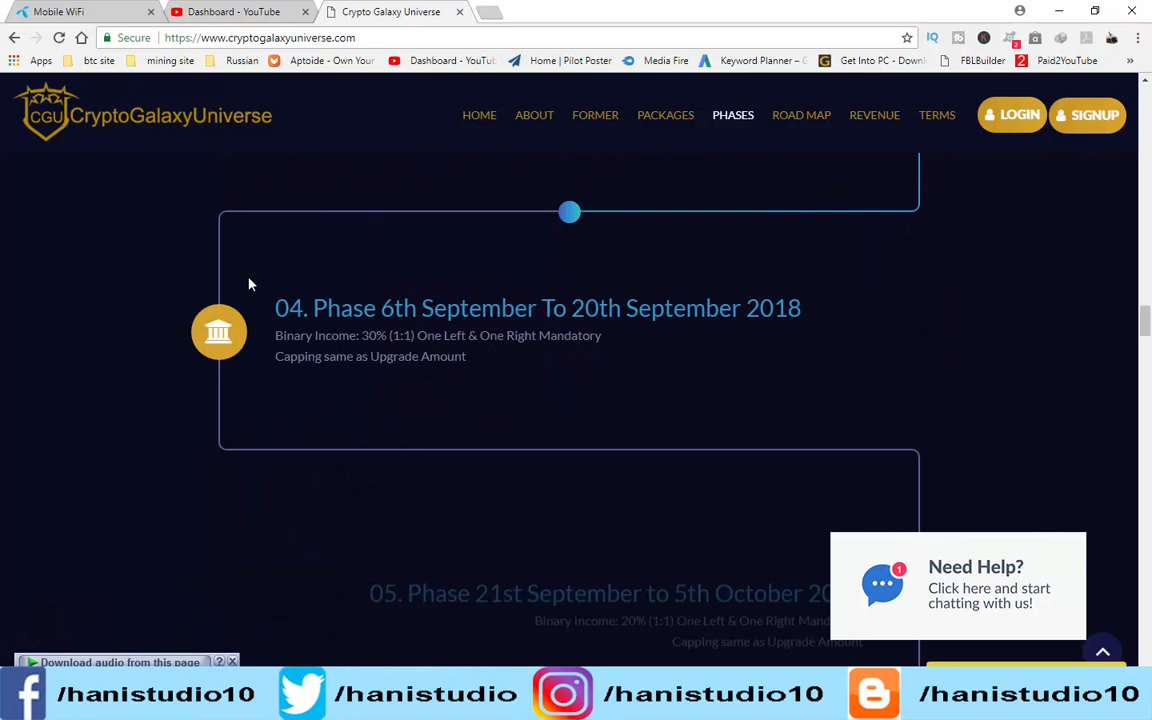 Mobile WiFi
Dashboard - YouTube
Crypto Galaxy Universe
Secure
https://www.cryptogalaxyuniverse.com
Apps
btc site
mining site
Russian
Aptoide - Own Your
Dashboard - YouTub
Home | Pilot Poster
Media Fire
Keyword Planner – G
Get Into PC - Downl
FBLBuilder
2
Paid2YouTube
CGU
CryptoGalaxyUniverse
HOME
ABOUT
FORMER
PACKAGES
PHASES
ROAD MAP
REVENUE
TERMS
LOGIN
SIGNUP
04. Phase 6th September To 20th September 2018
Binary Income: 30% (1:1) One Left & One Right Mandatory
Capping same as Upgrade Amount
05. Phase 21st September to 5th October 20
Binary Income: 20% (1:1) One Left & One Right Mand
Capping same as Upgrade Amount
1
Need Help?
Click here and start
chatting with us!
Download audio from this page
/hanistudio10
/hanistudio
/hanistudio10
/hanistudio10